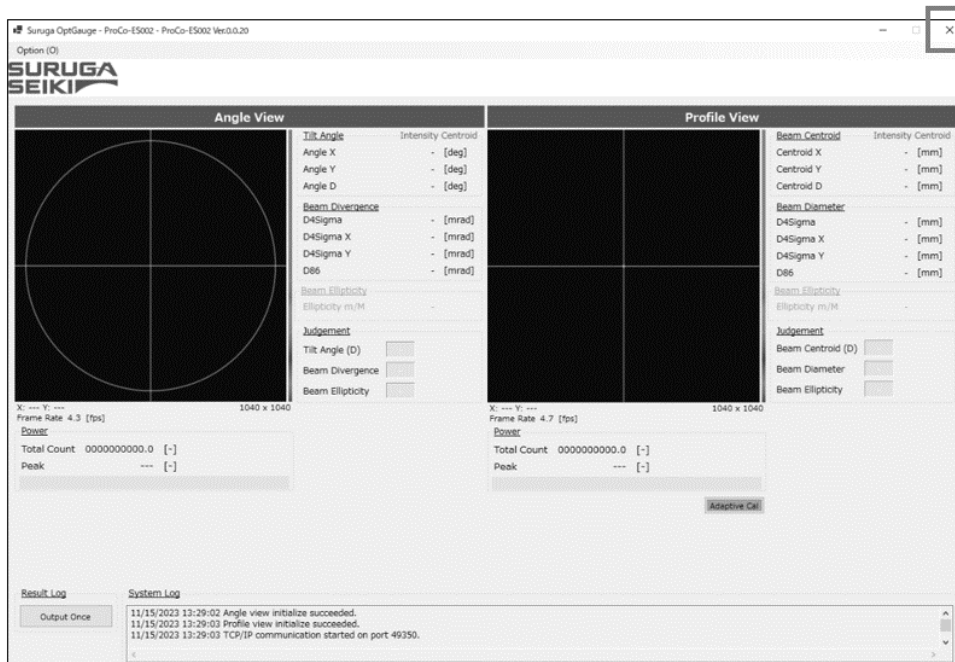 Suruga OptGauge - ProCo-E5002 - ProCo-E5002 Ver.0.0.20
Option (O)
SURUGA
SEIKI
Angle View
Tilt Angle Intensity Centroid
Angle X - [deg]
Angle Y - [deg]
Angle D - [deg]
Beam Divergence
D4Sigma - [mrad]
D4Sigma X - [mrad]
D4Sigma Y - [mrad]
D86 - [mrad]
Beam Ellipticity
Ellipticity m/M -
Judgement
Tilt Angle (D) -
Beam Divergence -
Beam Ellipticity -
X: --- Y: --- 1040 x 1040
Frame Rate 4.3 [fps]
Power
Total Count 0000000000.0 [-]
Peak --- [-]
Profile View
Beam Centroid Intensity Centroid
Centroid X - [mm]
Centroid Y - [mm]
Centroid D - [mm]
Beam Diameter
D4Sigma - [mm]
D4Sigma X - [mm]
D4Sigma Y - [mm]
D86 - [mm]
Beam Ellipticity
Ellipticity m/M -
Judgement
Beam Centroid (D) -
Beam Diameter -
Beam Ellipticity -
X: --- Y: --- 1040 x 1040
Frame Rate 4.7 [fps]
Power
Total Count 0000000000.0 [-]
Peak --- [-]
Adaptive Cal
Result Log
Output Once
System Log
11/15/2023 13:29:02 Angle view initialize succeeded.
11/15/2023 13:29:03 Profile view initialize succeeded.
11/15/2023 13:29:03 TCP/IP communication started on port 49350.